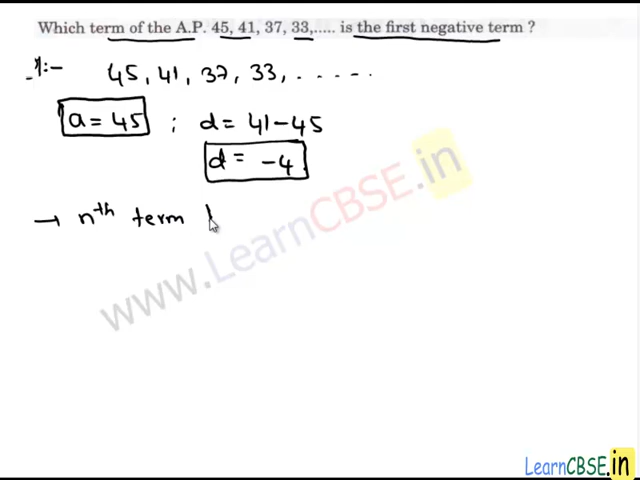 Which term of the A.P. 45, 41, 37, 33,..... is the first negative term ?
45, 41, 37, 33, . . . . . .
a = 45 ; d = 41 - 45
d = -4
→ nth term
www.LearnCBSE.in
LearnCBSE.in